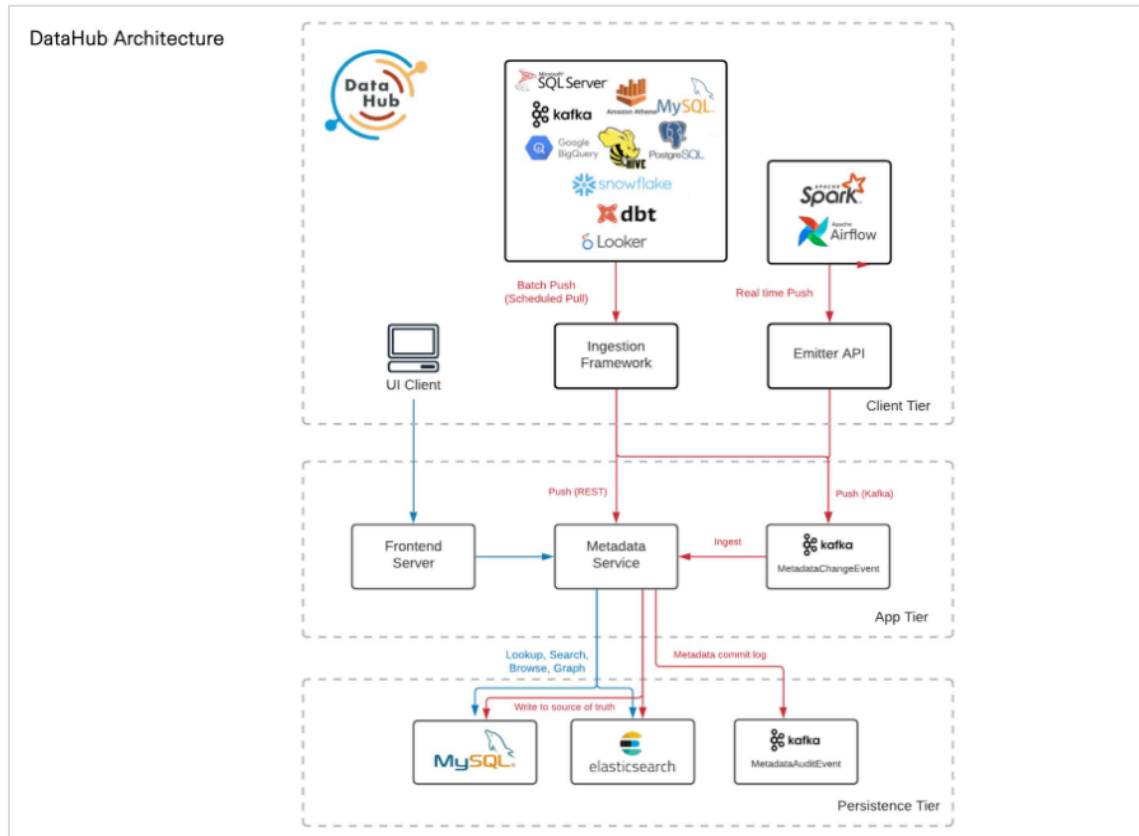 DataHub Architecture
Data
Hub
Microsoft
SQL Server
kafka
Amazon Athena
MySQL
Google
BigQuery
HIVE
PostgreSQL
snowflake
dbt
Looker
APACHE
Spark
Apache
Airflow
Batch Push
(Scheduled Pull)
Real time Push
UI Client
Ingestion
Framework
Emitter API
Client Tier
Push (REST)
Push (Kafka)
Frontend
Server
Metadata
Service
Ingest
kafka
MetadataChangeEvent
App Tier
Lookup, Search,
Browse, Graph
Metadata commit log
Write to source of truth
MySQL
elasticsearch
kafka
MetadataAuditEvent
Persistence Tier